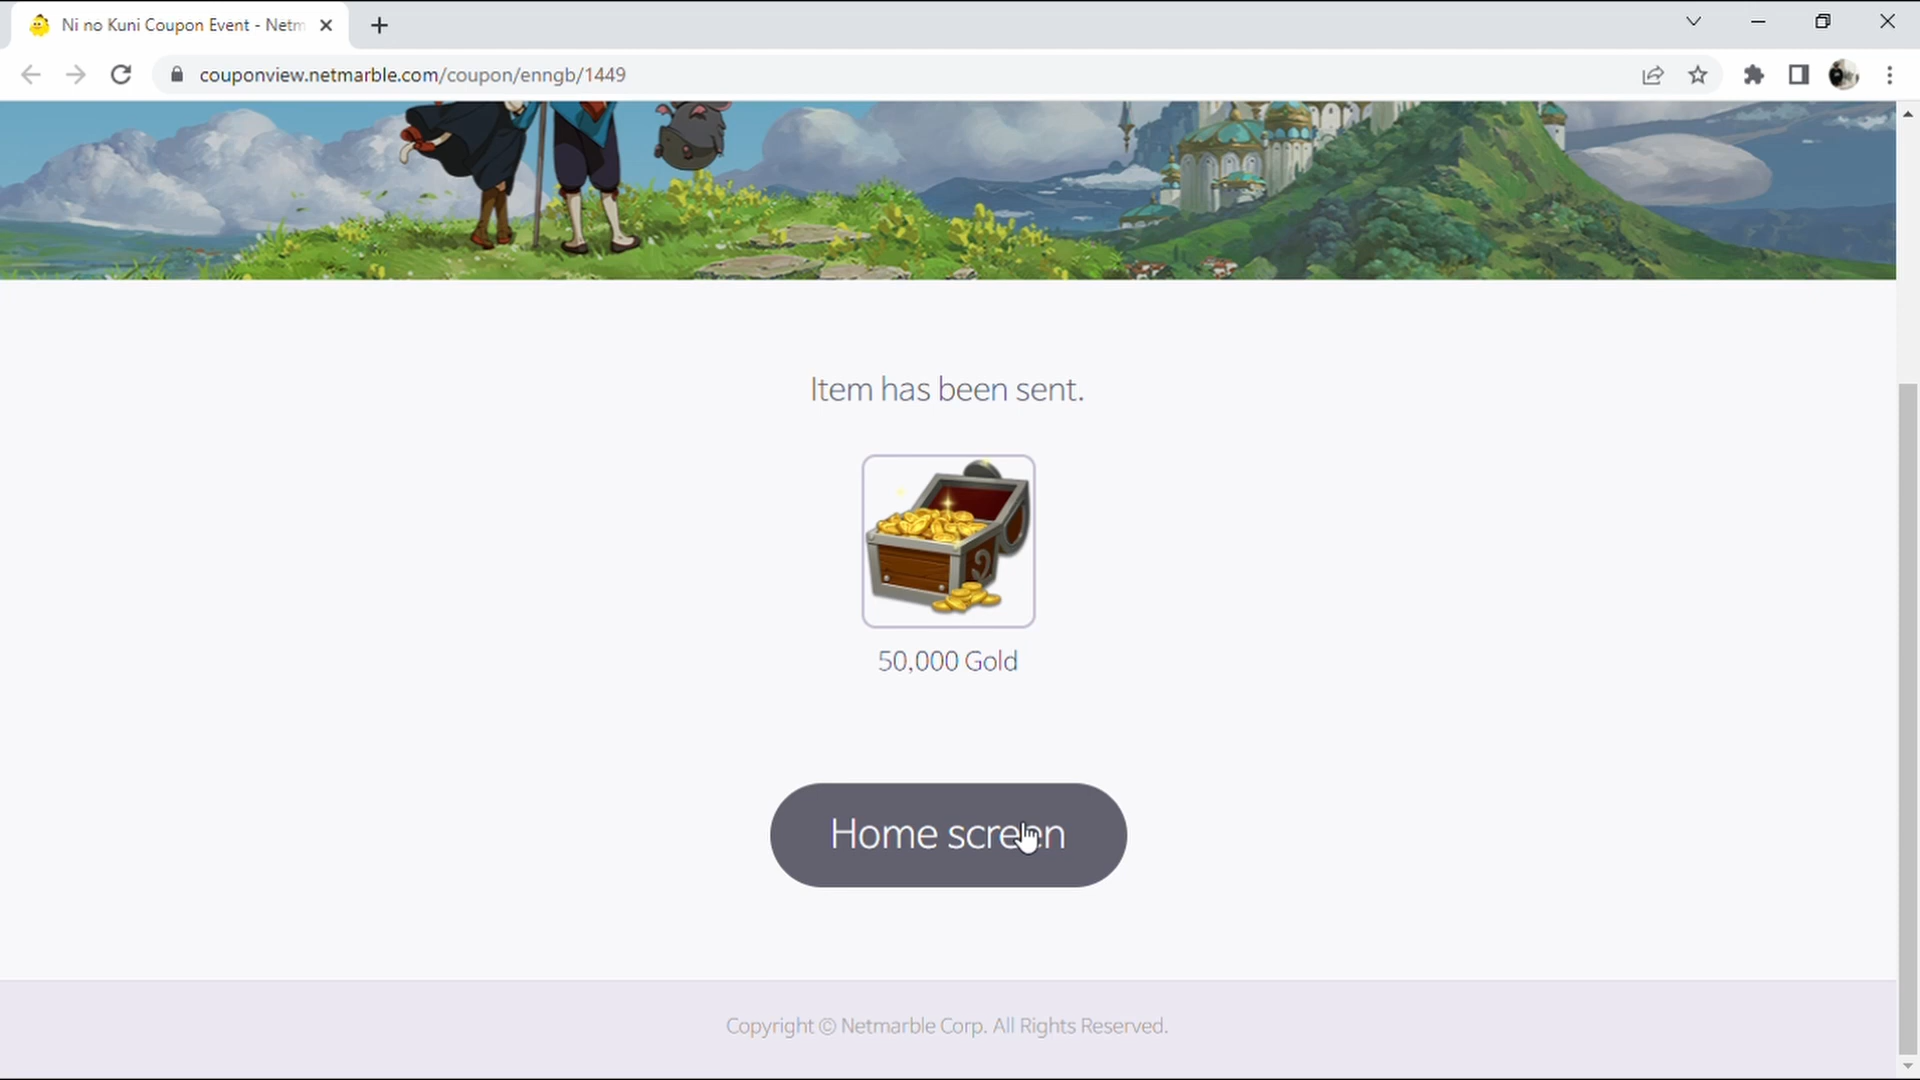 Ni no Kuni Coupon Event - Netm
couponview.netmarble.com/coupon/enngb/1449
Item has been sent.
50,000 Gold
Home screen
Copyright © Netmarble Corp. All Rights Reserved.